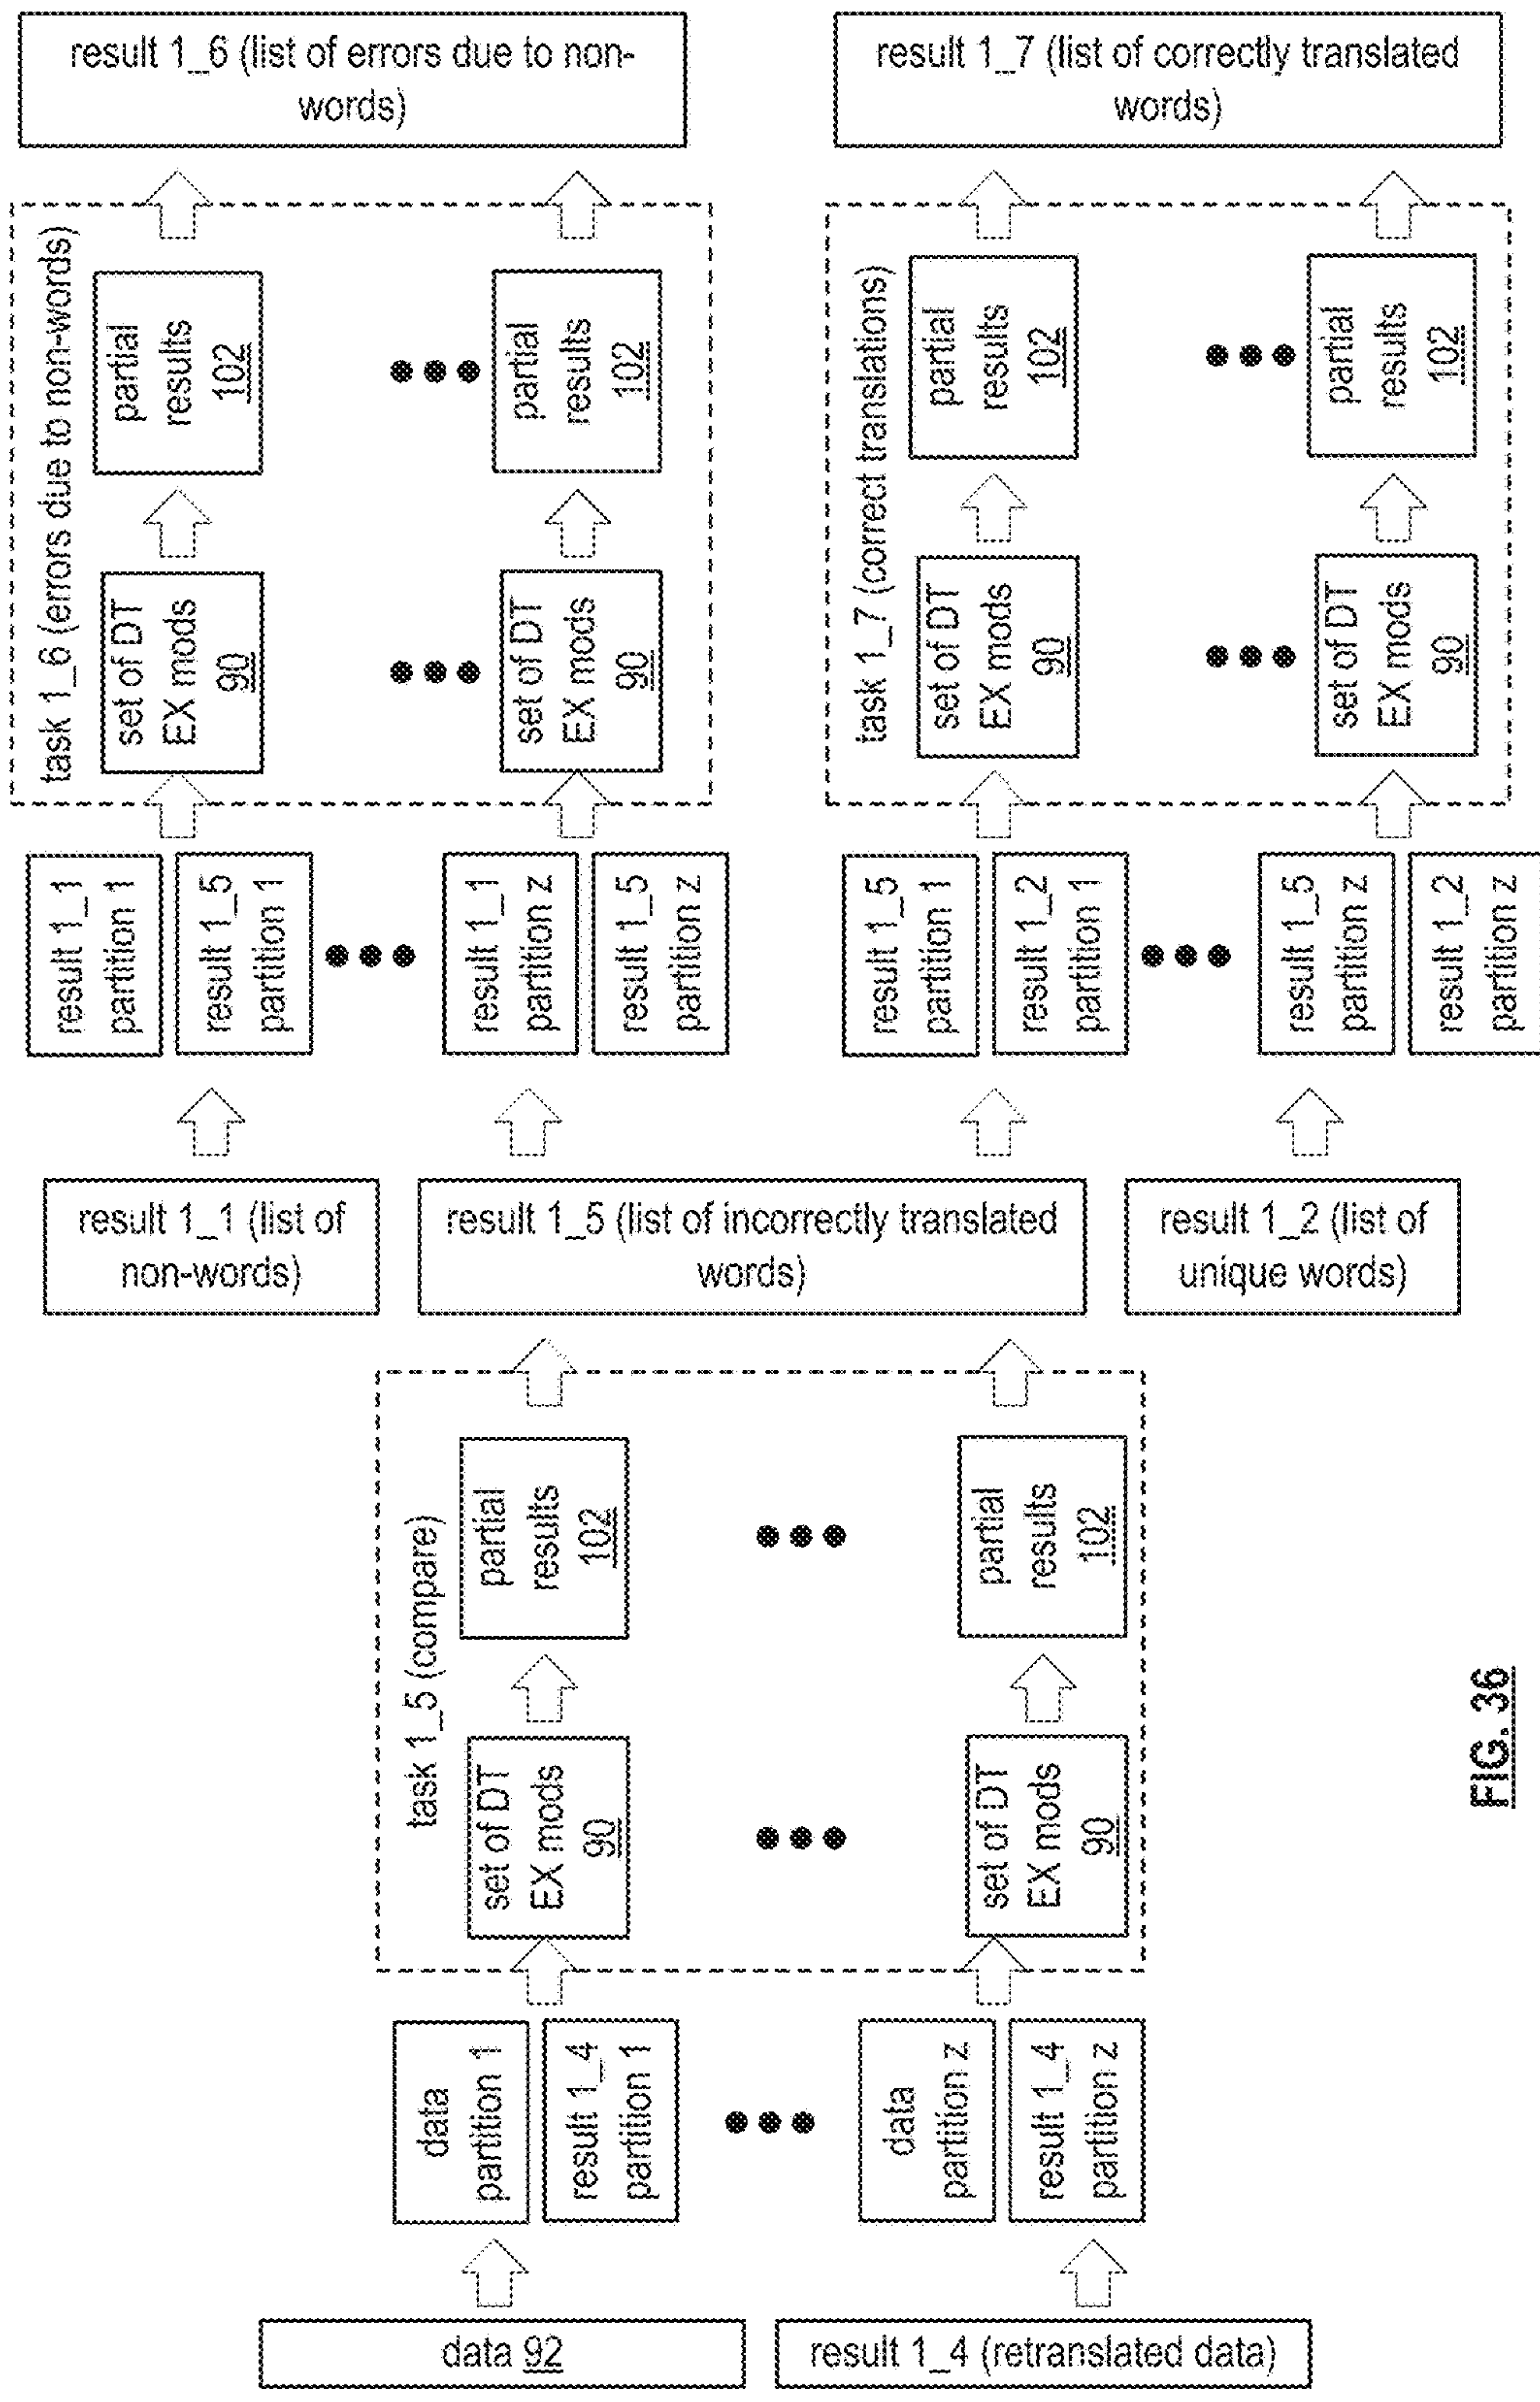 data 92
result 1_4 (retranslated data)
data
partition 1
result 1_4
partition 1
data
partition z
result 1_4
partition z
task 1_5 (compare)
set of DT
EX mods
90
partial
results
102
set of DT
EX mods
90
partial
results
102
result 1_1 (list of
non-words)
result 1_5 (list of incorrectly translated
words)
result 1_2 (list of
unique words)
result 1_1
partition 1
result 1_5
partition 1
result 1_1
partition z
result 1_5
partition z
task 1_6 (errors due to non-words)
set of DT
EX mods
90
partial
results
102
set of DT
EX mods
90
partial
results
102
result 1_6 (list of errors due to non-
words)
result 1_5
partition 1
result 1_2
partition 1
result 1_5
partition z
result 1_2
partition z
task 1_7 (correct translations)
set of DT
EX mods
90
partial
results
102
set of DT
EX mods
90
partial
results
102
result 1_7 (list of correctly translated
words)
FIG. 36